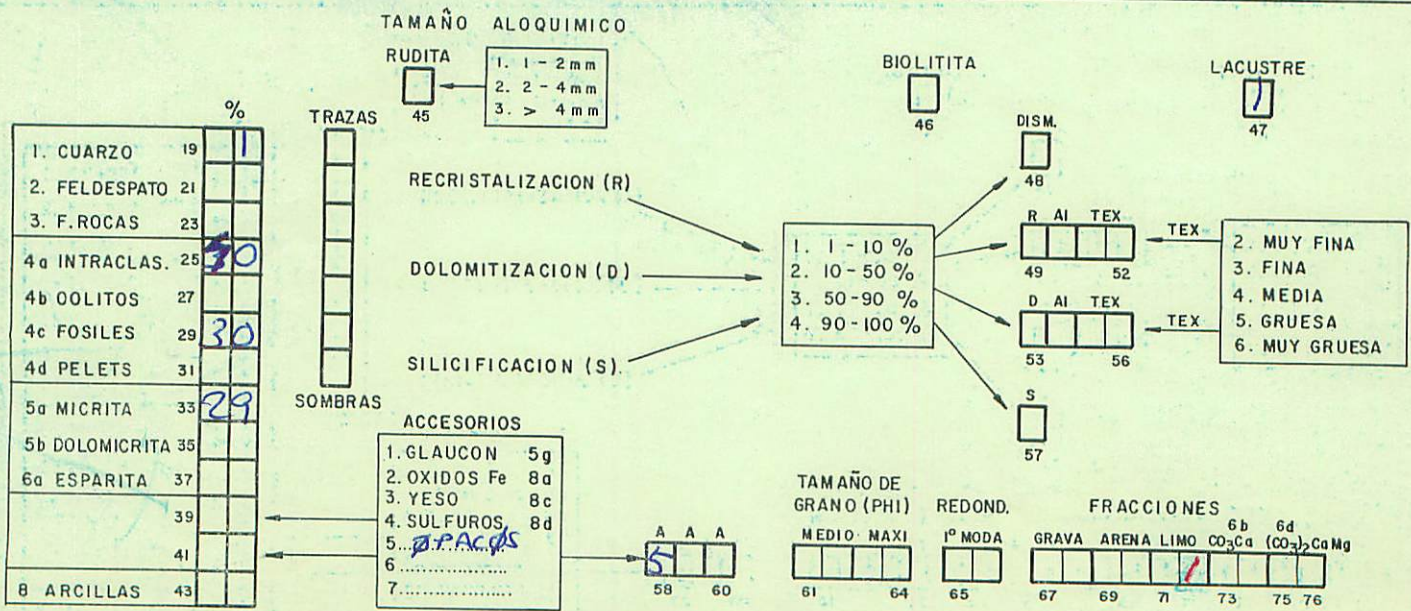 TAMAÑO ALOQUIMICO
RUDITA
45
1. 1 - 2 mm
2. 2 - 4 mm
3. > 4 mm
BIOLITITA
46
LACUSTRE
1
47
%
TRAZAS
SOMBRAS
1. CUARZO 19 1
2. FELDESPATO 21
3. F. ROCAS 23
4a INTRACLAS. 25 0
4b OOLITOS 27
4c FOSILES 29 30
4d PELETS 31
5a MICRITA 33 29
5b DOLOMICRITA 35
6a ESPARITA 37
39
41
8 ARCILLAS 43
RECRISTALIZACION (R)
DOLOMITIZACION (D)
SILICIFICACION (S).
1. 1 - 10 %
2. 10 - 50 %
3. 50 - 90 %
4. 90 - 100 %
DISM.
48
R AI TEX
49 52
D AI TEX
53 56
S
57
TEX
TEX
2. MUY FINA
3. FINA
4. MEDIA
5. GRUESA
6. MUY GRUESA
ACCESORIOS
1. GLAUCON 5g
2. OXIDOS Fe 8a
3. YESO 8c
4. SULFUROS 8d
5... ØPACØS
6..................
7..................
A A A
5
58 60
TAMAÑO DE
GRANO (PHI)
MEDIO MAXI
61 64
REDOND.
1º MODA
65
FRACCIONES
6b 6d
GRAVA ARENA LIMO CO3Ca (CO3)2CaMg
1
67 69 71 73 75 76